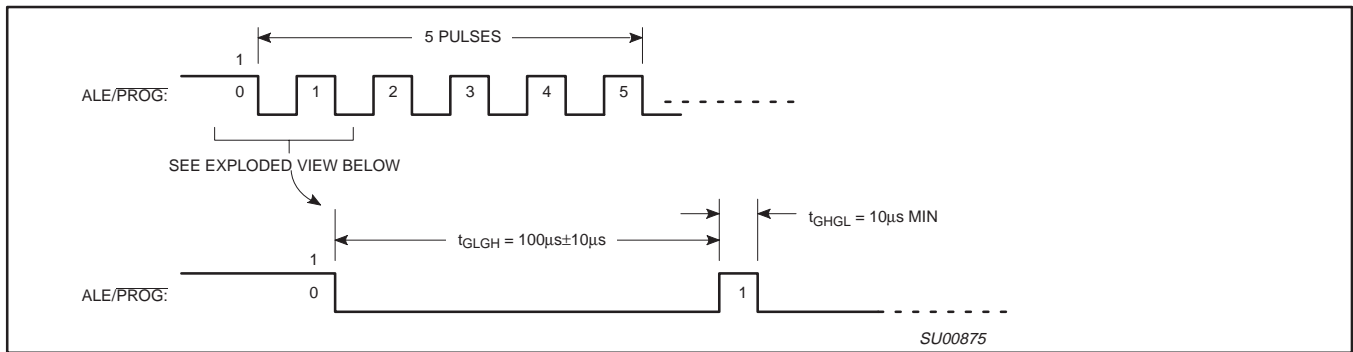 5 PULSES
1
ALE/PROG:
0
1
2
3
4
5
SEE EXPLODED VIEW BELOW
tGHGL = 10µs MIN
tGLGH = 100µs±10µs
1
ALE/PROG:
0
1
SU00875